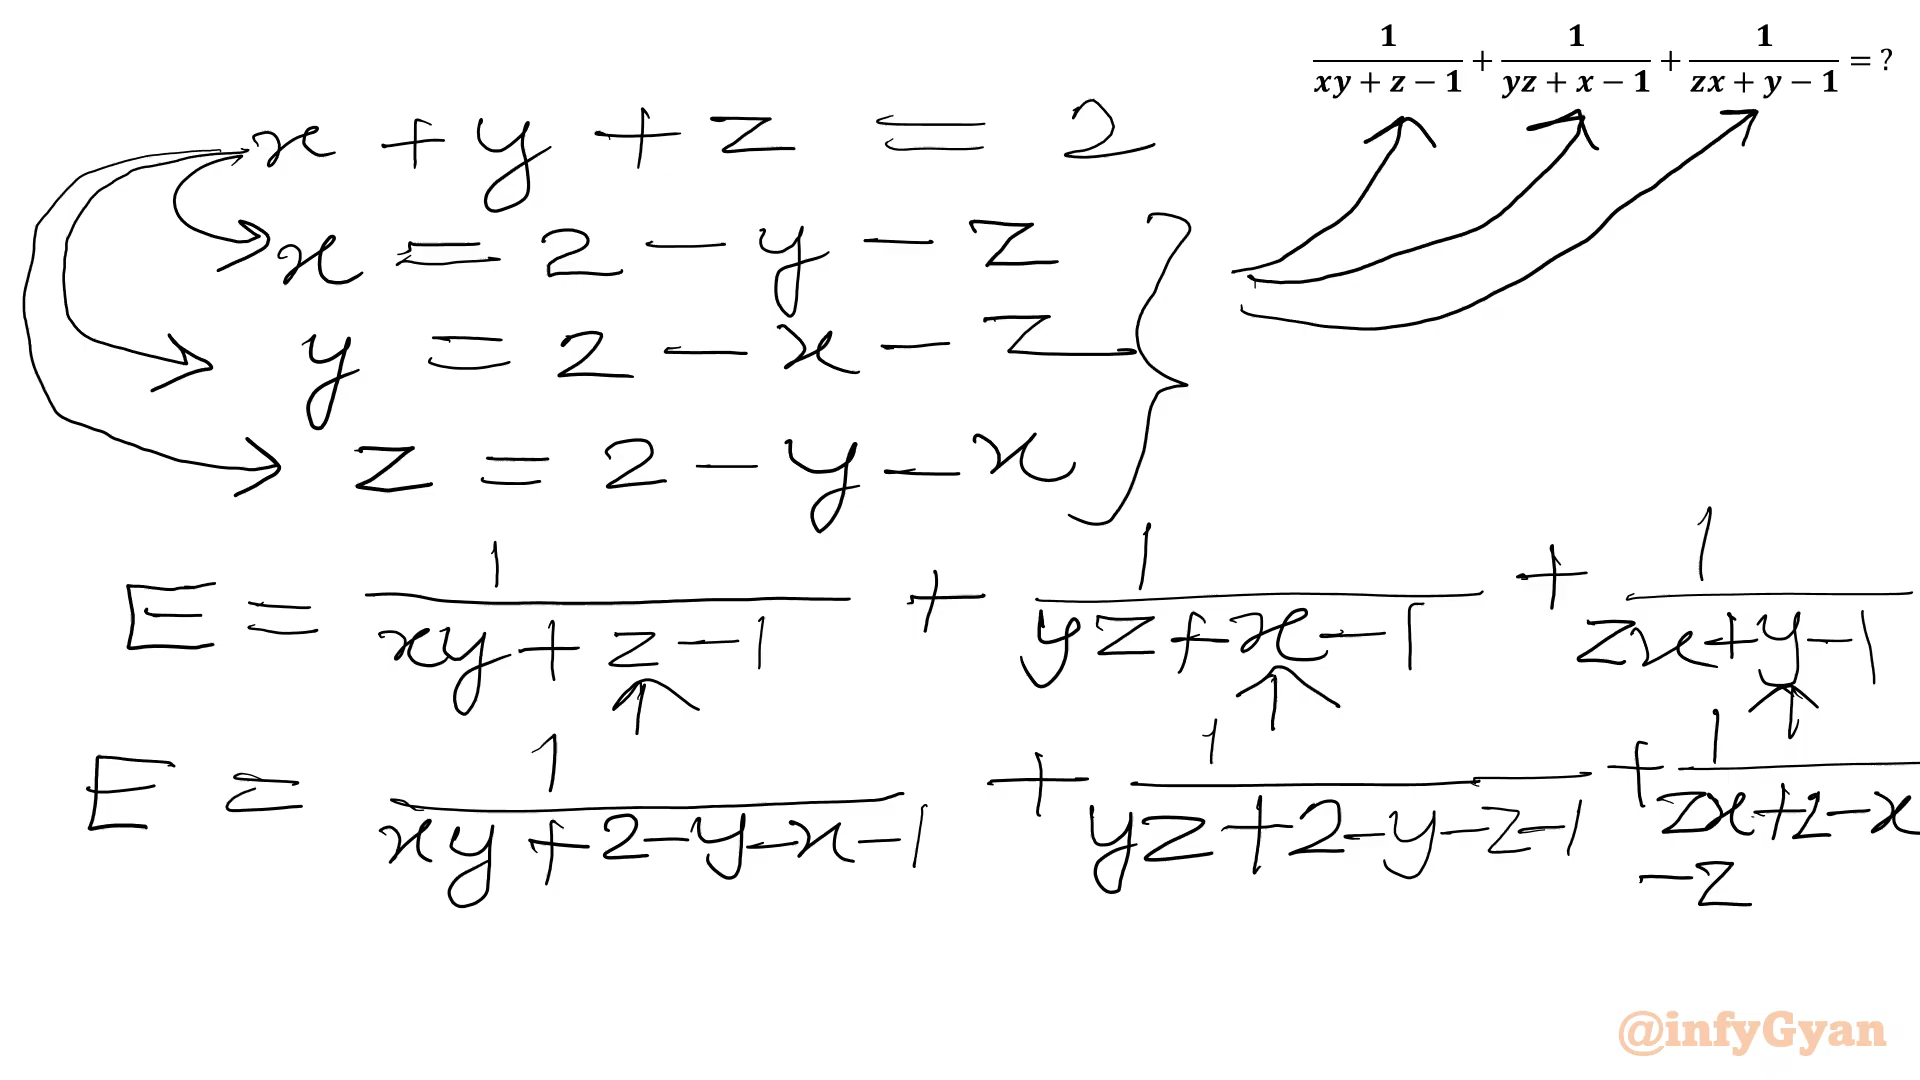 1/(xy + z − 1) + 1/(yz + x − 1) + 1/(zx + y − 1) = ?
x + y + z = 2
x = 2 − y − z
y = 2 − x − z
z = 2 − y − x
E = 1/(xy + z − 1) + 1/(yz + x − 1) + 1/(zx + y − 1)
E = 1/(xy + 2 − y − x − 1) + 1/(yz + 2 − y − z − 1) + 1/(zx + 2 − x
− z
@infyGyan